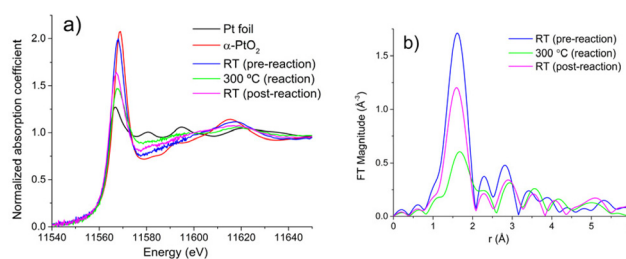 a)
Pt foil
α-PtO₂
RT (pre-reaction)
300 ºC (reaction)
RT (post-reaction)
Normalized absorption coefficient
2.0
1.5
1.0
0.5
0.0
11540 11560 11580 11600 11620 11640
Energy (eV)
b)
RT (pre-reaction)
300 ºC (reaction)
RT (post-reaction)
FT Magnitude (Å⁻³)
1.5
1.0
0.5
0.0
0 1 2 3 4 5
r (Å)